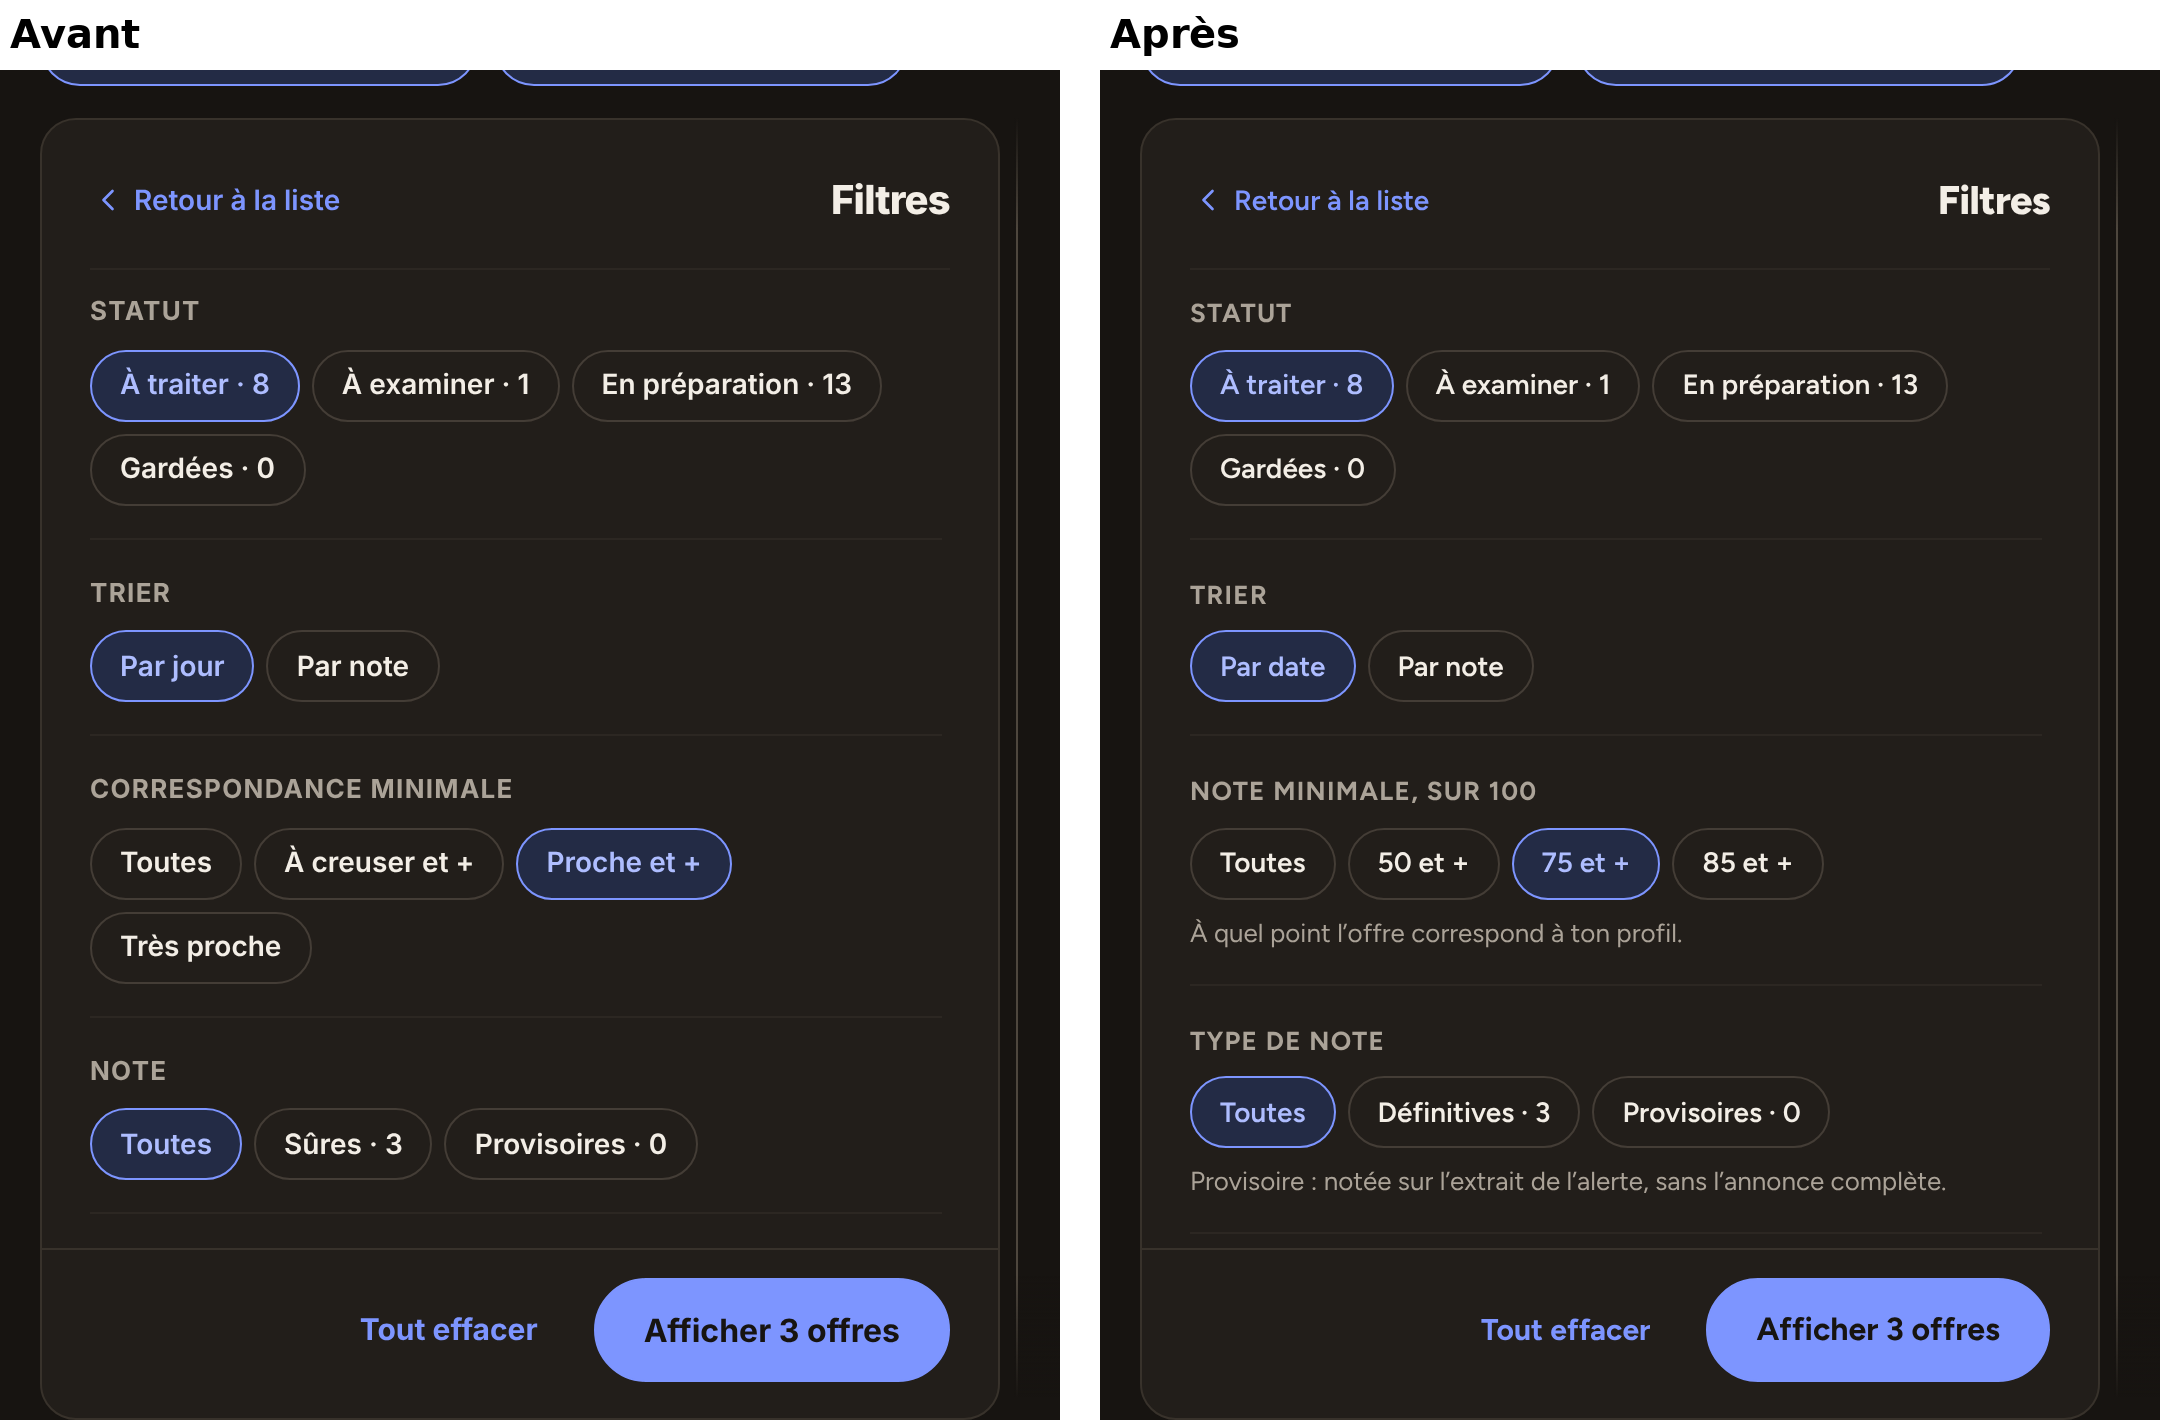 Avant
Retour à la liste
Filtres
STATUT
À traiter · 8
À examiner · 1
En préparation · 13
Gardées · 0
TRIER
Par jour
Par note
CORRESPONDANCE MINIMALE
Toutes
À creuser et +
Proche et +
Très proche
NOTE
Toutes
Sûres · 3
Provisoires · 0
Tout effacer
Afficher 3 offres
Après
Retour à la liste
Filtres
STATUT
À traiter · 8
À examiner · 1
En préparation · 13
Gardées · 0
TRIER
Par date
Par note
NOTE MINIMALE, SUR 100
Toutes
50 et +
75 et +
85 et +
À quel point l’offre correspond à ton profil.
TYPE DE NOTE
Toutes
Définitives · 3
Provisoires · 0
Provisoire : notée sur l’extrait de l’alerte, sans l’annonce complète.
Tout effacer
Afficher 3 offres